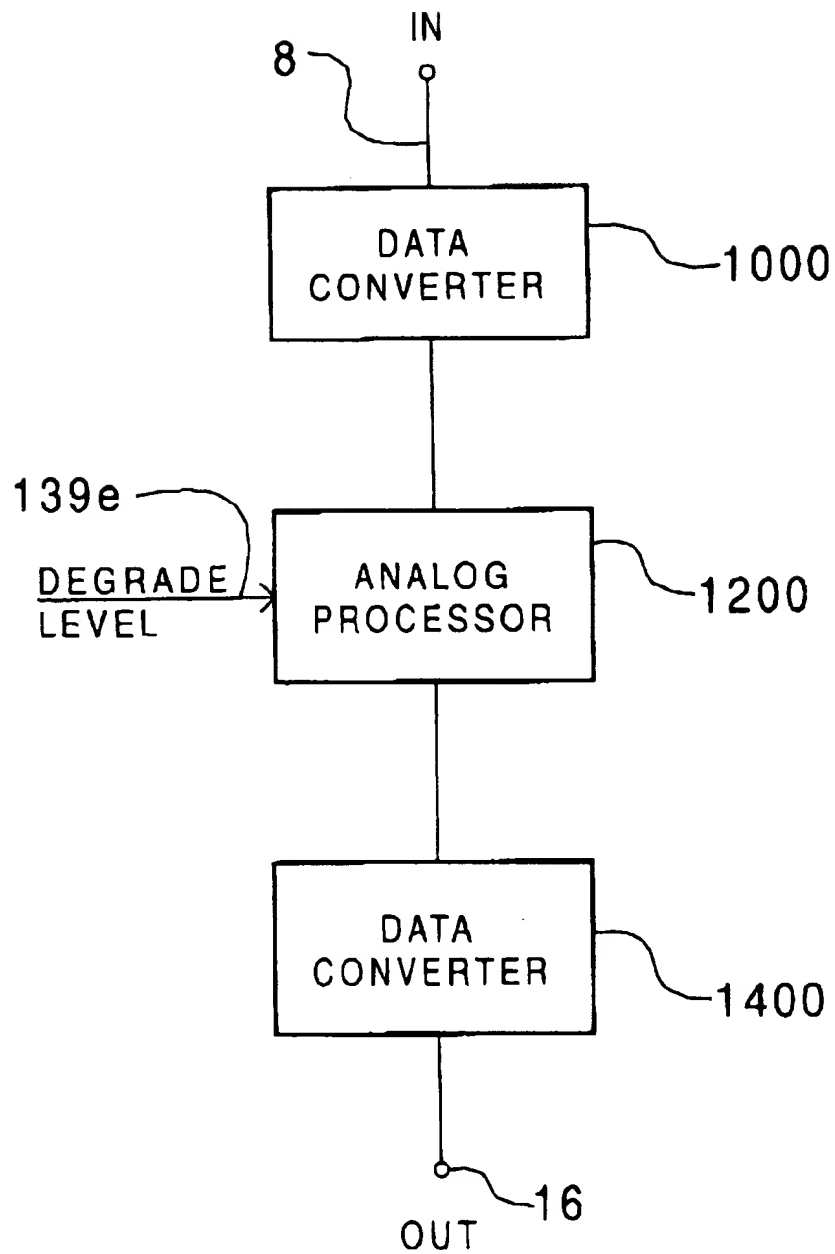 IN
8
DATA
CONVERTER
1000
139e
DEGRADE
LEVEL
ANALOG
PROCESSOR
1200
DATA
CONVERTER
1400
16
OUT